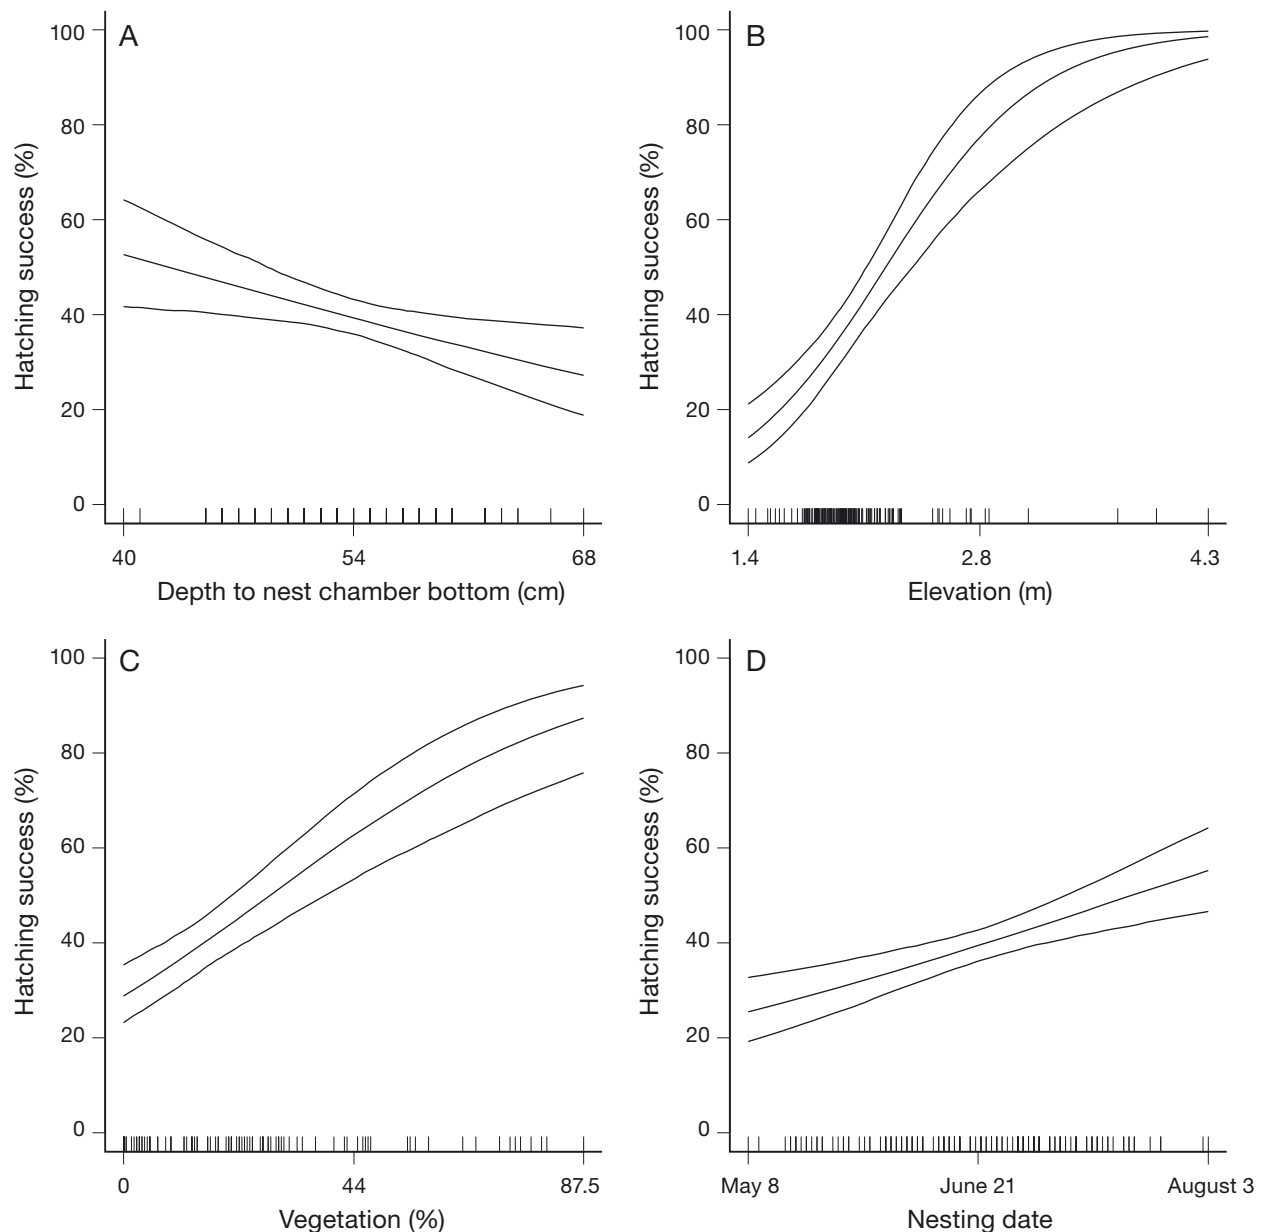 A
100
80
60
40
20
0
Hatching success (%)
40 54 68
Depth to nest chamber bottom (cm)
B
100
80
60
40
20
0
Hatching success (%)
1.4 2.8 4.3
Elevation (m)
C
100
80
60
40
20
0
Hatching success (%)
0 44 87.5
Vegetation (%)
D
100
80
60
40
20
0
Hatching success (%)
May 8 June 21 August 3
Nesting date